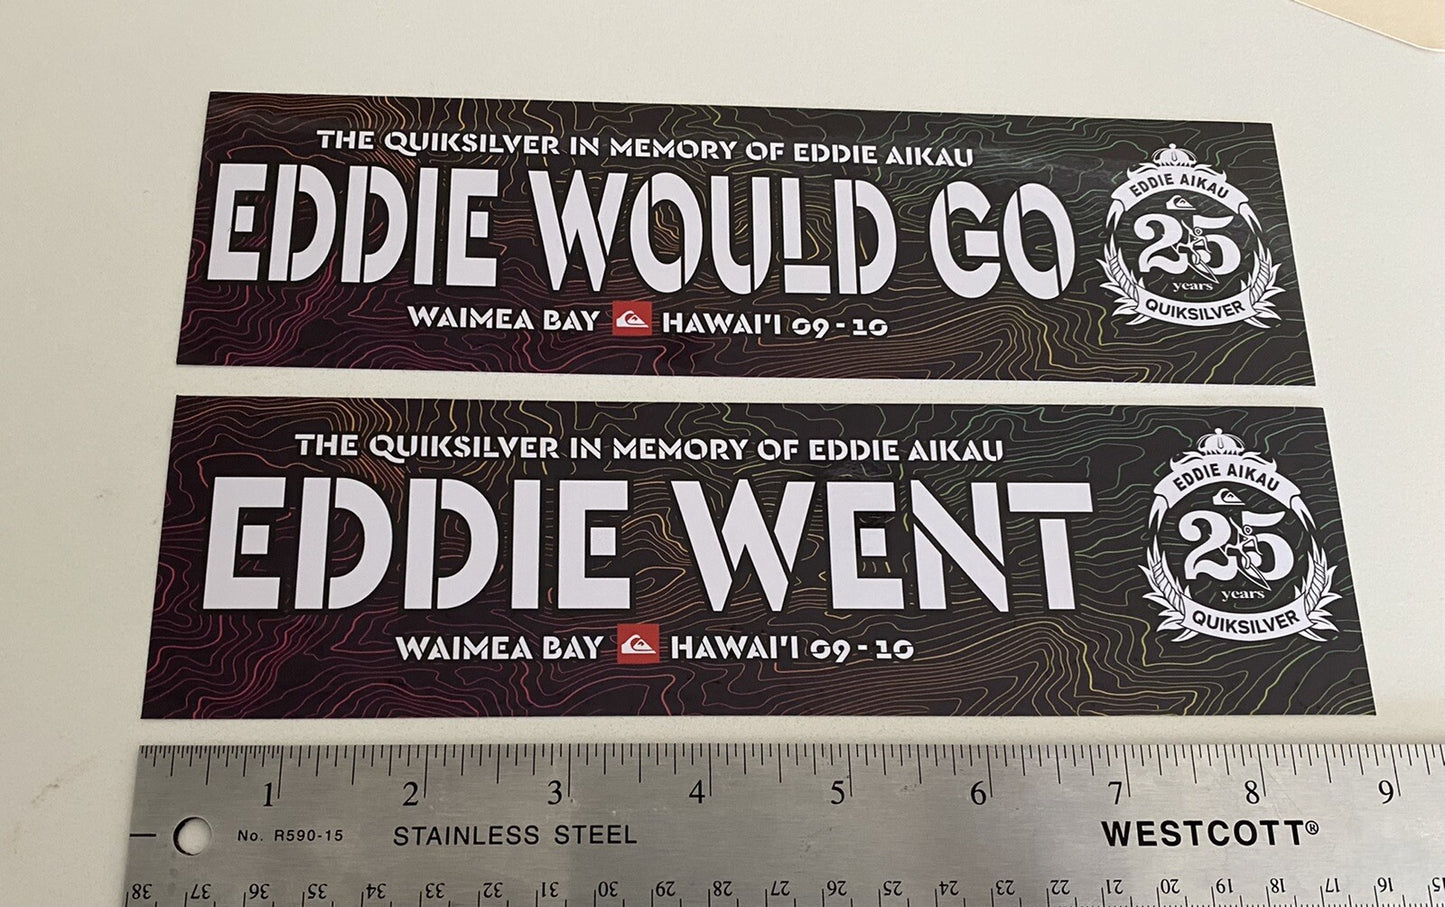 THE QUIKSILVER IN MEMORY OF EDDIE AIKAU
EDDIE WOULD GO
WAIMEA BAY HAWAI'I 09-10
EDDIE AIKAU
25
years
QUIKSILVER
THE QUIKSILVER IN MEMORY OF EDDIE AIKAU
EDDIE WENT
WAIMEA BAY HAWAI'I 09-10
EDDIE AIKAU
25
years
QUIKSILVER
1 2 3 4 5 6 7 8 9
No. R590-15 STAINLESS STEEL WESTCOTT®
38 37 36 35 34 33 32 31 30 29 28 27 26 25 24 23 22 21 20 19 18 17 16 15